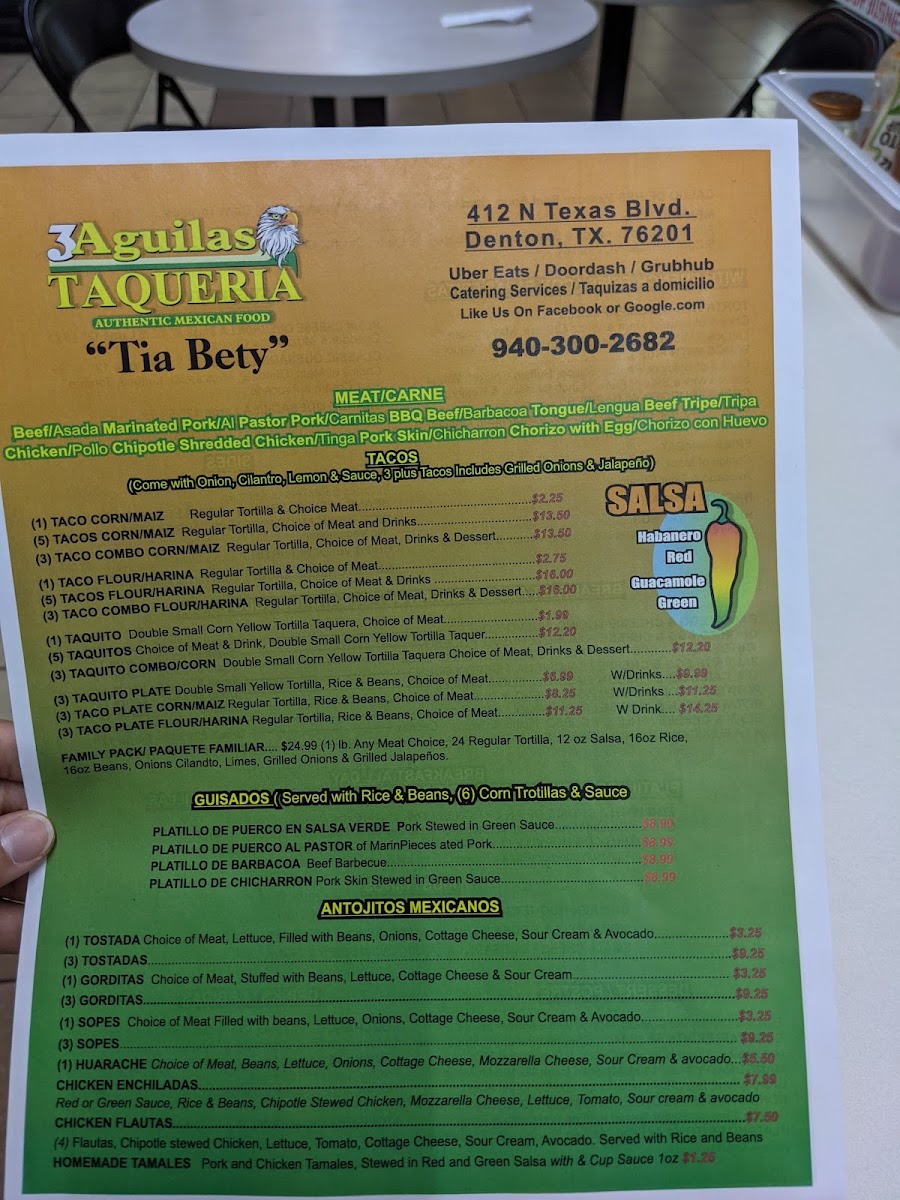 3Aguilas
TAQUERIA
AUTHENTIC MEXICAN FOOD
"Tia Bety"
412 N Texas Blvd.
Denton, TX. 76201
Uber Eats / Doordash / Grubhub
Catering Services / Taquizas a domicilio
Like Us On Facebook or Google.com
940-300-2682
MEAT/CARNE
Beef/Asada Marinated Pork/Al Pastor Pork/Carnitas BBQ Beef/Barbacoa Tongue/Lengua Beef Tripe/Tripa
Chicken/Pollo Chipotle Shredded Chicken/Tinga Pork Skin/Chicharron Chorizo with Egg/Chorizo con Huevo
TACOS
(Come with Onion, Cilantro, Lemon & Sauce, 3 plus Tacos Includes Grilled Onions & Jalapeño)
(1) TACO CORN/MAIZ Regular Tortilla & Choice Meat....$2.25
(5) TACOS CORN/MAIZ Regular Tortilla, Choice of Meat and Drinks....$13.50
(3) TACO COMBO CORN/MAIZ Regular Tortilla, Choice of Meat, Drinks & Dessert....$13.50
(1) TACO FLOUR/HARINA Regular Tortilla & Choice of Meat....$2.75
(5) TACOS FLOUR/HARINA Regular Tortilla, Choice of Meat & Drinks ....$16.00
(3) TACO COMBO FLOUR/HARINA Regular Tortilla, Choice of Meat, Drinks & Dessert....$16.00
SALSA
Habanero
Red
Guacamole
Green
(1) TAQUITO Double Small Corn Yellow Tortilla Taquera, Choice of Meat....$1.99
(5) TAQUITOS Choice of Meat & Drink, Double Small Corn Yellow Tortilla Taquer....$12.20
(3) TAQUITO COMBO/CORN Double Small Corn Yellow Tortilla Taquera Choice of Meat, Drinks & Dessert....$12.20
(3) TAQUITO PLATE Double Small Yellow Tortilla, Rice & Beans, Choice of Meat....$6.99 W/Drinks....$9.99
(3) TACO PLATE CORN/MAIZ Regular Tortilla, Rice & Beans, Choice of Meat....$8.25 W/Drinks ....$11.25
(3) TACO PLATE FLOUR/HARINA Regular Tortilla, Rice & Beans, Choice of Meat....$11.25 W Drink.... $14.25
FAMILY PACK/ PAQUETE FAMILIAR.... $24.99 (1) lb. Any Meat Choice, 24 Regular Tortilla, 12 oz Salsa, 16oz Rice,
16oz Beans, Onions Cilandto, Limes, Grilled Onions & Grilled Jalapeños.
GUISADOS ( Served with Rice & Beans, (6) Corn Trotillas & Sauce
PLATILLO DE PUERCO EN SALSA VERDE Pork Stewed in Green Sauce....$8.99
PLATILLO DE PUERCO AL PASTOR of MarinPieces ated Pork....$8.99
PLATILLO DE BARBACOA Beef Barbecue....$8.99
PLATILLO DE CHICHARRON Pork Skin Stewed in Green Sauce....$8.99
ANTOJITOS MEXICANOS
(1) TOSTADA Choice of Meat, Lettuce, Filled with Beans, Onions, Cottage Cheese, Sour Cream & Avocado....$3.25
(3) TOSTADAS....$9.25
(1) GORDITAS Choice of Meat, Stuffed with Beans, Lettuce, Cottage Cheese & Sour Cream.... $3.25
(3) GORDITAS....$9.25
(1) SOPES Choice of Meat Filled with beans, Lettuce, Onions, Cottage Cheese, Sour Cream & Avocado....$3.25
(3) SOPES.... $9.25
(1) HUARACHE Choice of Meat, Beans, Lettuce, Onions, Cottage Cheese, Mozzarella Cheese, Sour Cream & avocado...$5.50
CHICKEN ENCHILADAS.... $7.99
Red or Green Sauce, Rice & Beans, Chipotle Stewed Chicken, Mozzarella Cheese, Lettuce, Tomato, Sour cream & avocado
CHICKEN FLAUTAS....$7.50
(4) Flautas, Chipotle stewed Chicken, Lettuce, Tomato, Cottage Cheese, Sour Cream, Avocado. Served with Rice and Beans
HOMEMADE TAMALES Pork and Chicken Tamales, Stewed in Red and Green Salsa with & Cup Sauce 1oz $1.25